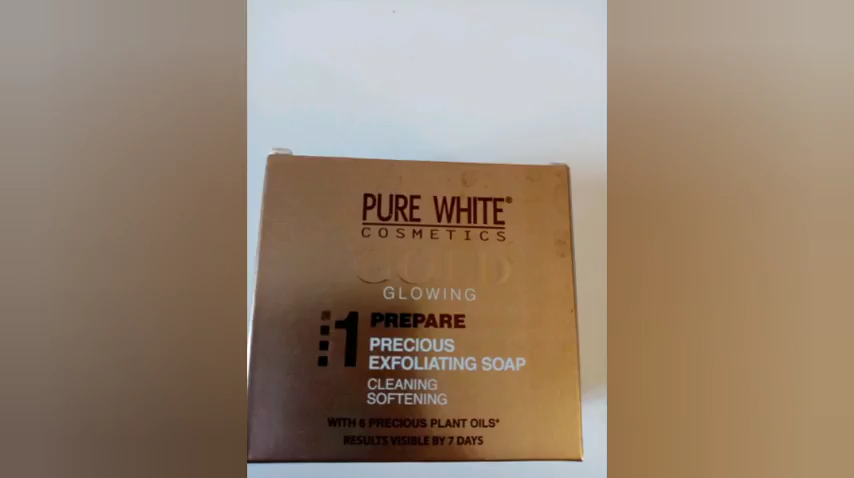 PURE WHITE®
COSMETICS
GOLD
GLOWING
1 PREPARE
PRECIOUS
EXFOLIATING SOAP
CLEANING
SOFTENING
WITH 6 PRECIOUS PLANT OILS*
RESULTS VISIBLE BY 7 DAYS